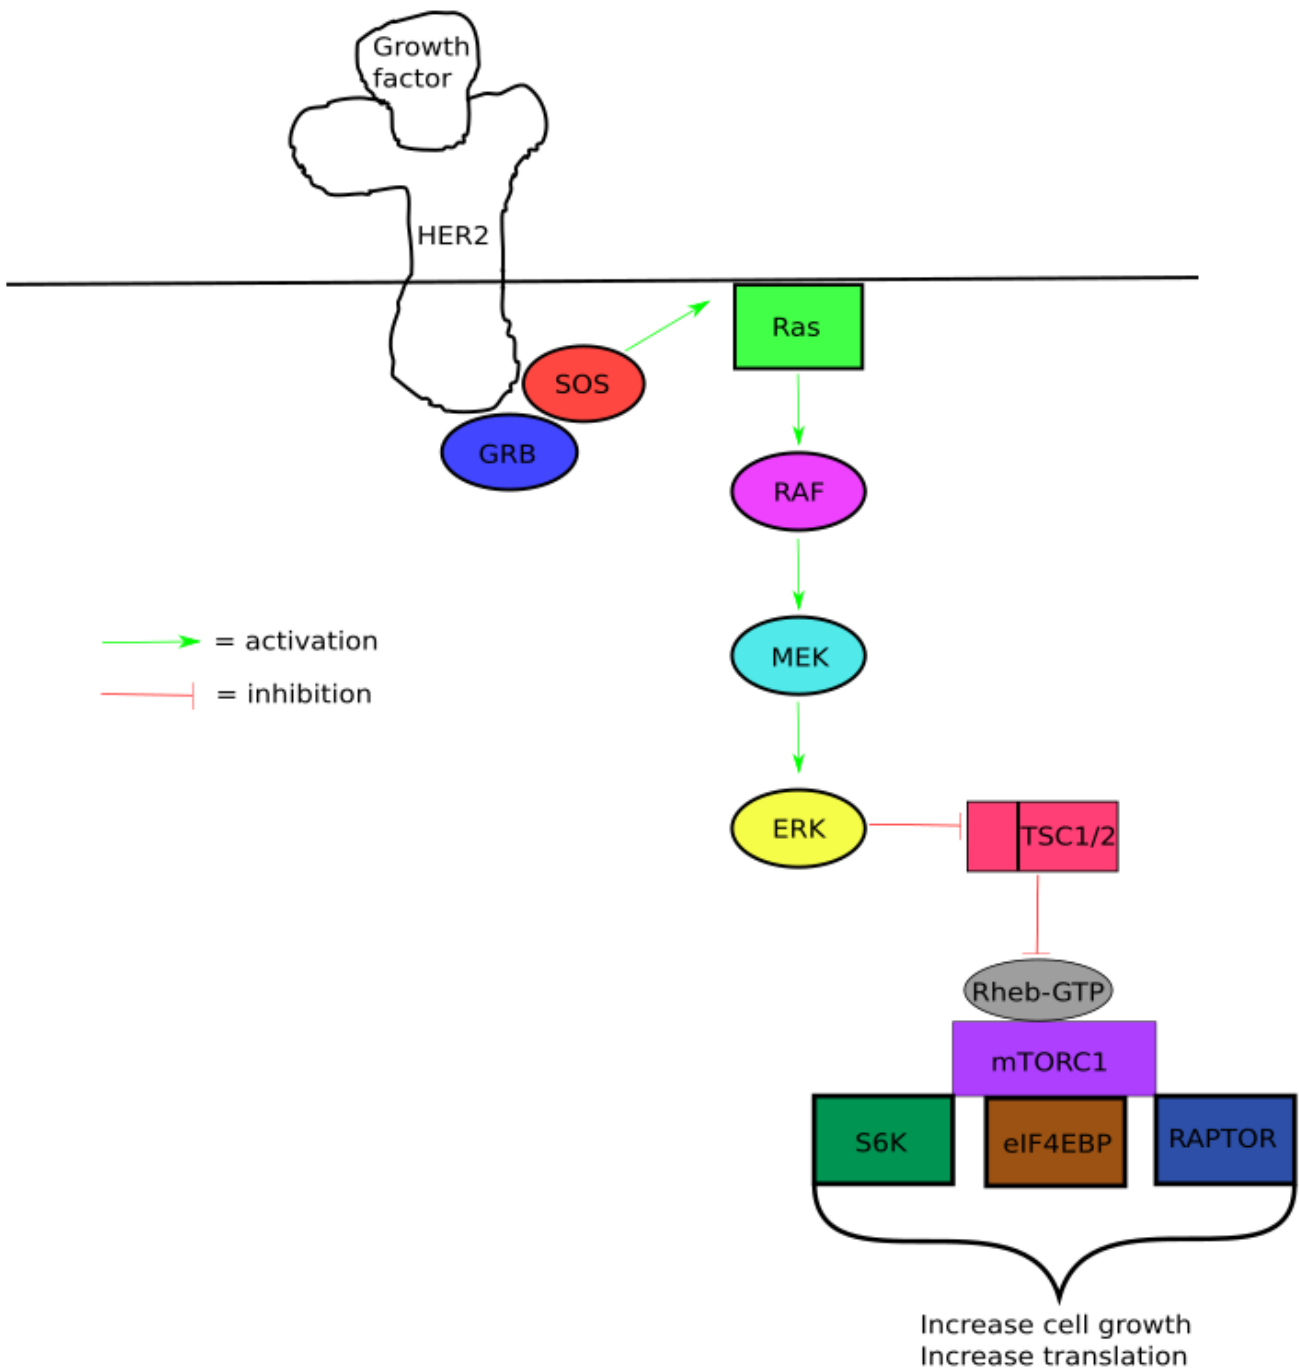 Growth
factor
HER2
Ras
SOS
GRB
RAF
= activation
MEK
= inhibition
ERK
TSC1/2
Rheb-GTP
mTORC1
S6K
eIF4EBP
RAPTOR
Increase cell growth
Increase translation